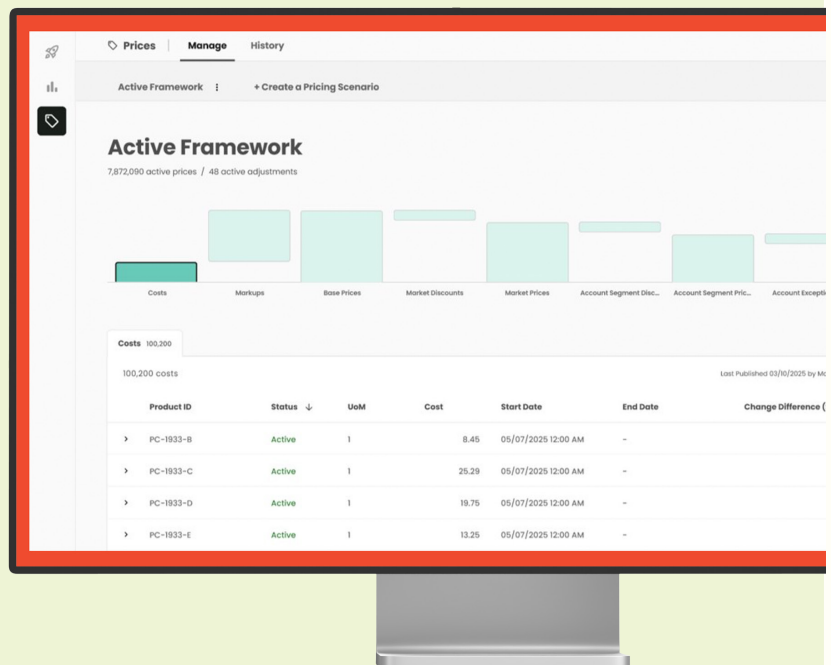 Prices Manage History
Active Framework + Create a Pricing Scenario
Active Framework
7,872,090 active prices / 48 active adjustments
Costs Markups Base Prices Market Discounts Market Prices Account Segment Disc... Account Segment Pric... Account Excepti
Costs 100,200
100,200 costs Last Published 03/10/2025 by Ma
Product ID Status ↓ UoM Cost Start Date End Date Change Difference (
PC-1933-B Active 1 8.45 05/07/2025 12:00 AM -
PC-1933-C Active 1 25.29 05/07/2025 12:00 AM -
PC-1933-D Active 1 19.75 05/07/2025 12:00 AM -
PC-1933-E Active 1 13.25 05/07/2025 12:00 AM -